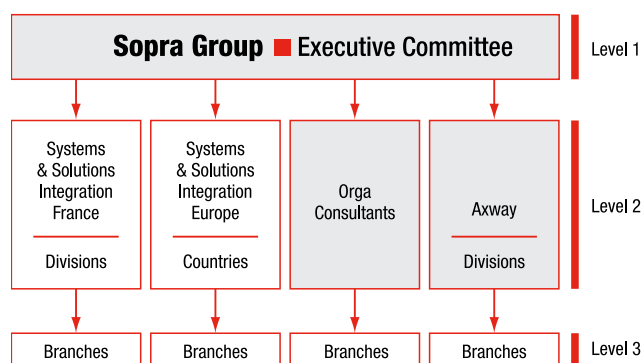 Sopra Group ■ Executive Committee
Level 1
Systems
& Solutions
Integration
France
Divisions
Systems
& Solutions
Integration
Europe
Countries
Orga
Consultants
Axway
Divisions
Level 2
Branches
Branches
Branches
Branches
Level 3